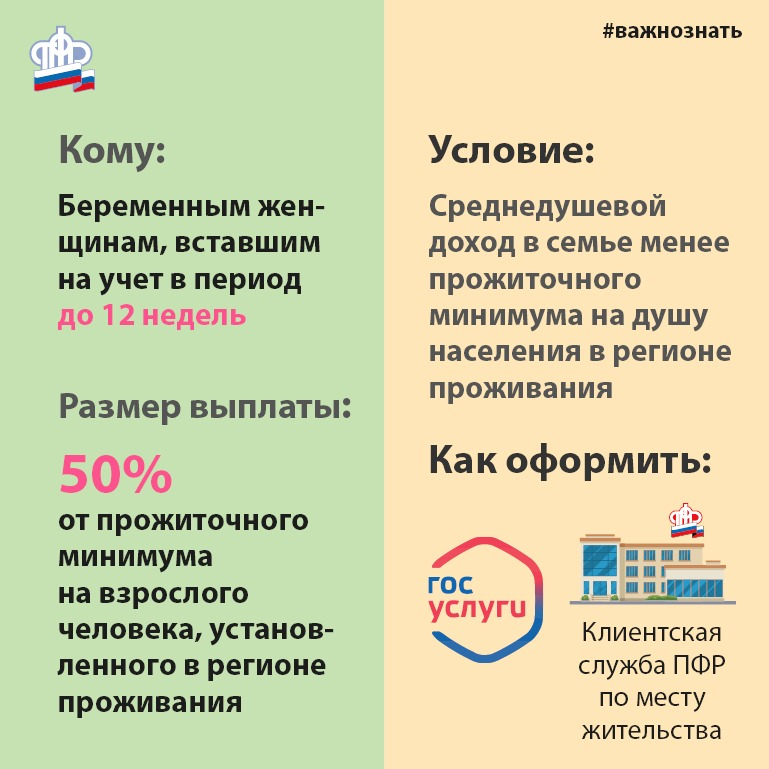 ПФР
#важнознать
Кому:
Беременным жен-
щинам, вставшим
на учет в период
до 12 недель
Размер выплаты:
50%
от прожиточного
минимума
на взрослого
человека, установ-
ленного в регионе
проживания
Условие:
Среднедушевой
доход в семье менее
прожиточного
минимума на душу
населения в регионе
проживания
Как оформить:
гос
услуги
ПФР
Клиентская
служба ПФР
по месту
жительства